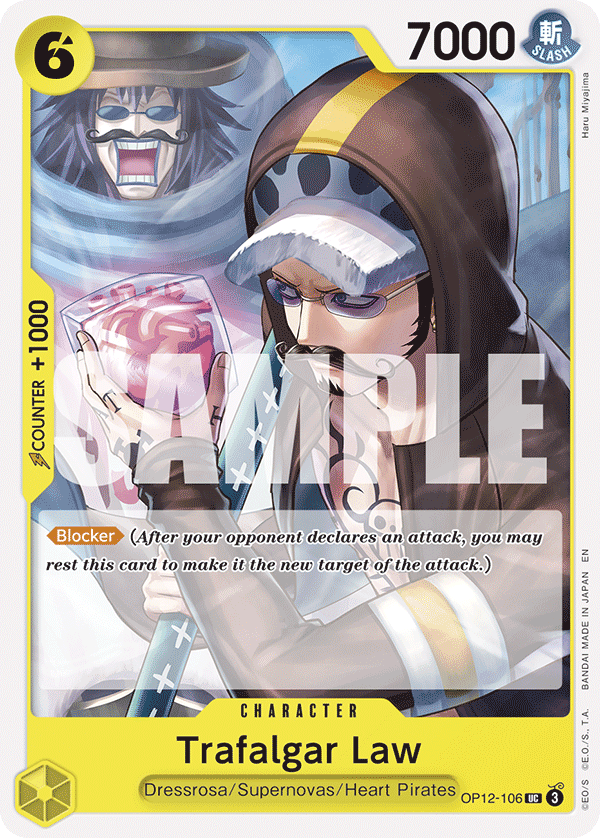 6
7000
斬
SLASH
Haru Miyajima
COUNTER +1000
SAMPLE
Blocker (After your opponent declares an attack, you may
rest this card to make it the new target of the attack.)
©E.O/S ©E.O./S., T.A. BANDAI MADE IN JAPAN EN
CHARACTER
Trafalgar Law
Dressrosa/Supernovas/Heart Pirates
OP12-106 UC 3